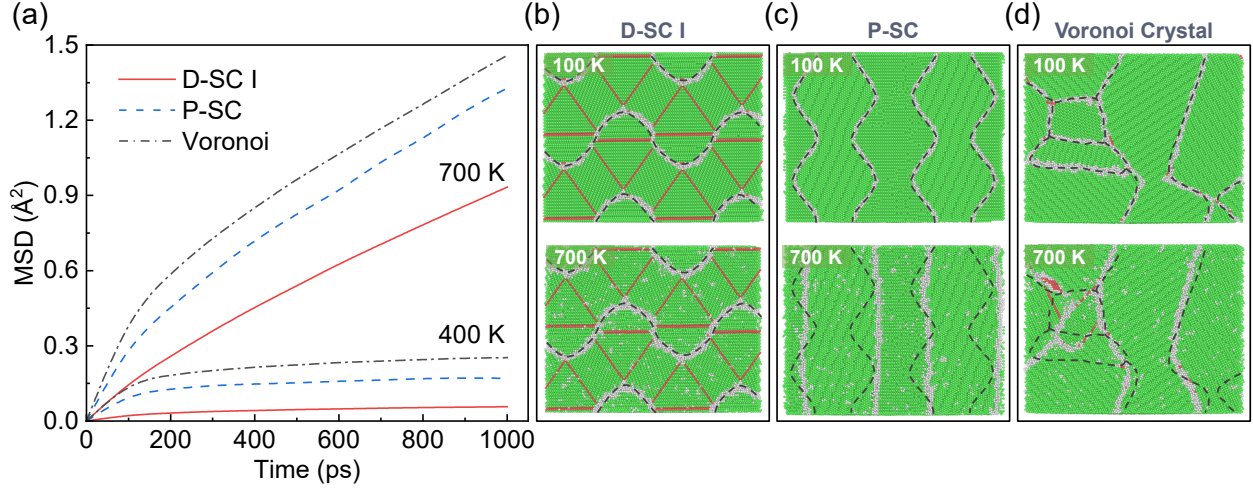 (a)
MSD (Å²)
1.5
1.2
0.9
0.6
0.3
0.0
0
200
400
600
800
1000
Time (ps)
D-SC I
P-SC
Voronoi
700 K
400 K
(b)
D-SC I
100 K
700 K
(c)
P-SC
100 K
700 K
(d)
Voronoi Crystal
100 K
700 K